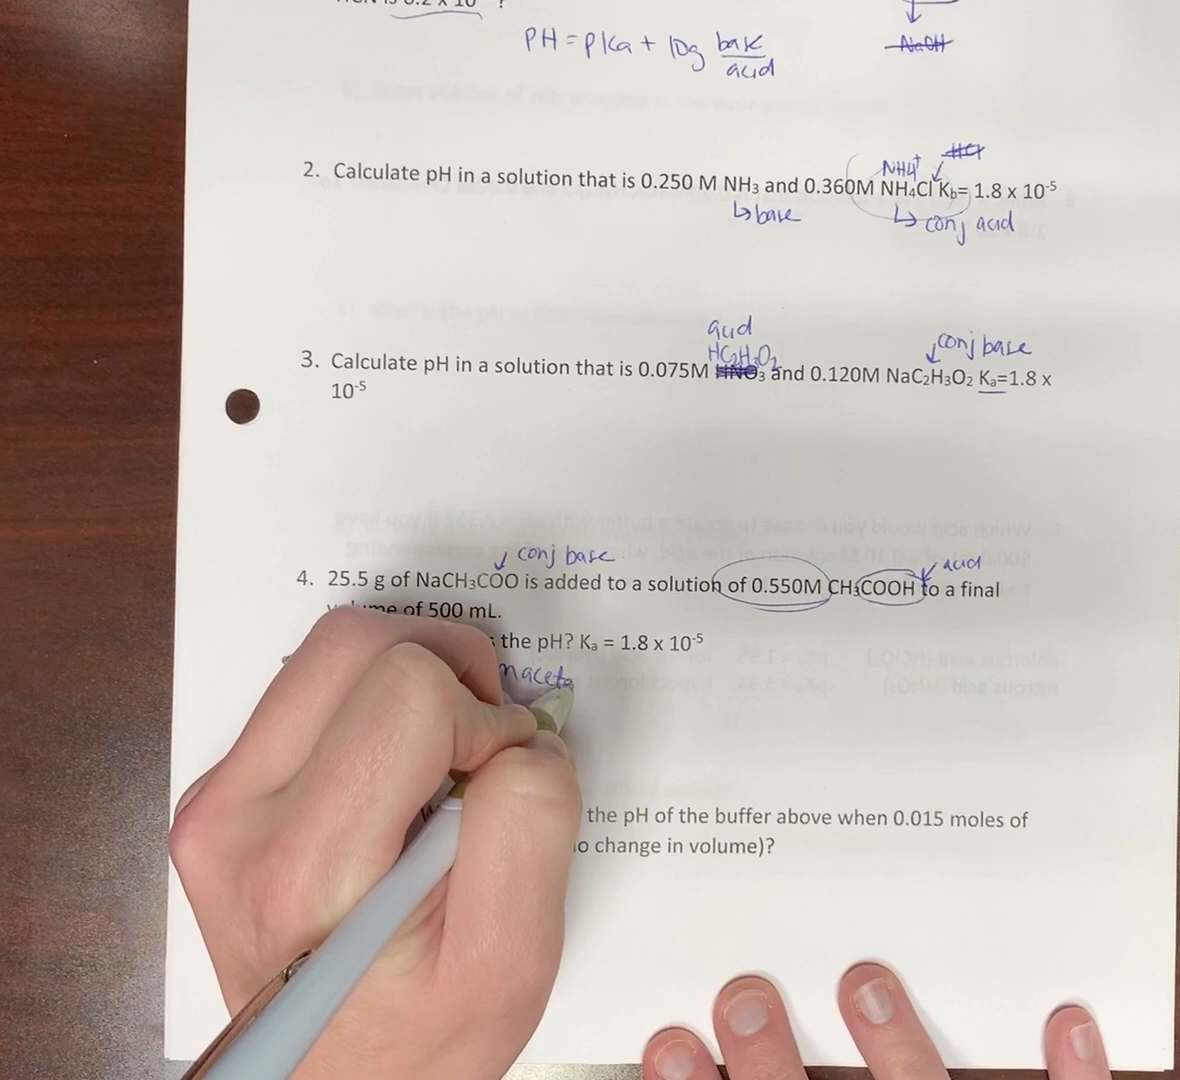 PH = pKa + log base/acid
NaOH
NH4+ HCl
2. Calculate pH in a solution that is 0.250 M NH₃ and 0.360M NH₄Cl Kb= 1.8 x 10⁻⁵
↳ base ↳ conj acid
acid
HC2H3O2 conj base
3. Calculate pH in a solution that is 0.075M HNO₃ and 0.120M NaC₂H₃O₂ Ka=1.8 x
10⁻⁵
conj base acid
4. 25.5 g of NaCH₃COO is added to a solution of 0.550M CH₃COOH to a final
of 500 mL.
the pH? Ka = 1.8 x 10⁻⁵
the pH of the buffer above when 0.015 moles of
change in volume)?